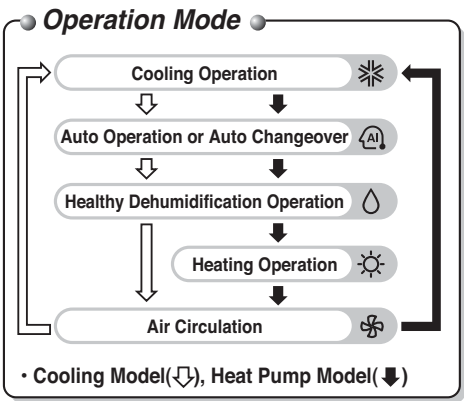 Operation Mode
Cooling Operation
Auto Operation or Auto Changeover
AI
Healthy Dehumidification Operation
Heating Operation
Air Circulation
· Cooling Model(⇩), Heat Pump Model(⬇)